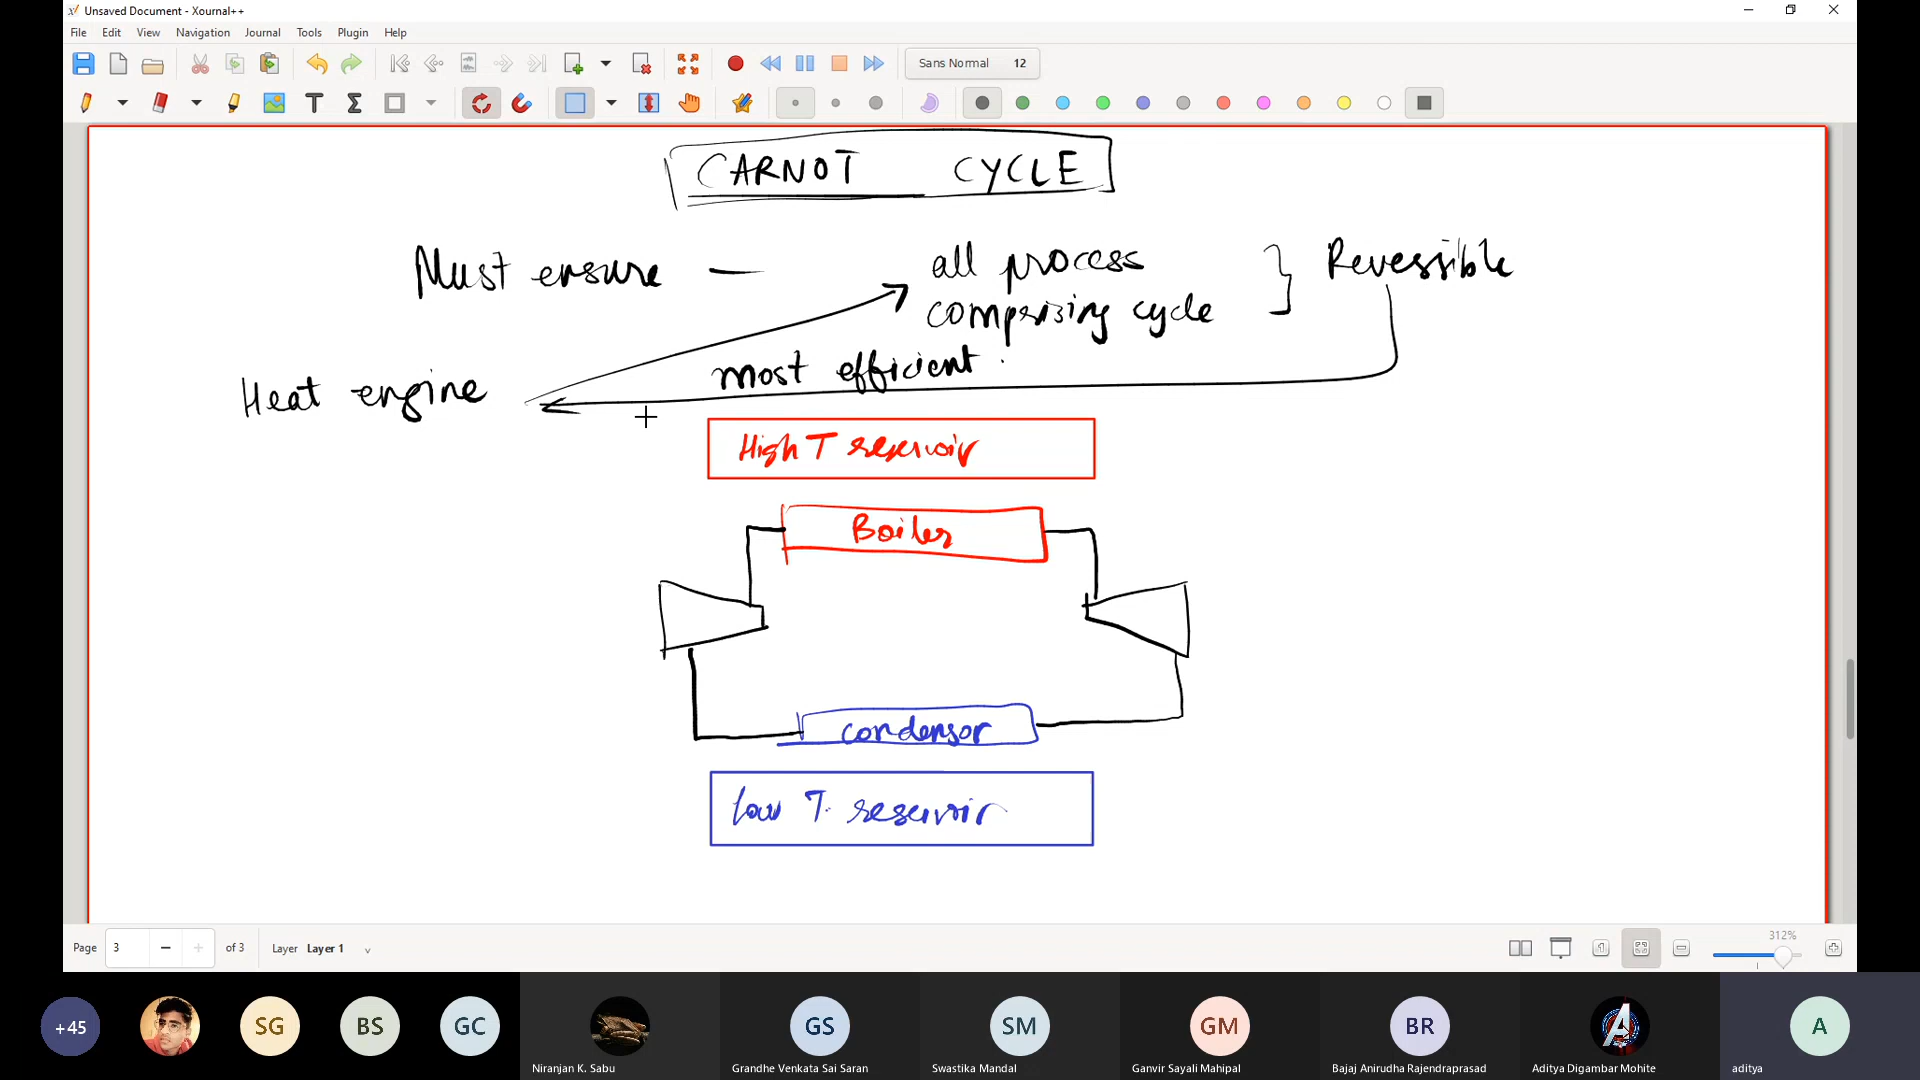 Unsaved Document - Xournal++
File Edit View Navigation Journal Tools Plugin Help
Sans Normal 12
CARNOT CYCLE
Must ensure — all process } Reversible
comprising cycle
most efficient.
Heat engine
High T reservoir
Boiler
condensor
low T. reservoir
Page 3 of 3 Layer Layer 1
312%
+45 SG BS GC GS SM GM BR A
Niranjan K. Sabu Grandhe Venkata Sai Saran Swastika Mandal Ganvir Sayali Mahipal Bajaj Anirudha Rajendraprasad Aditya Digambar Mohite aditya